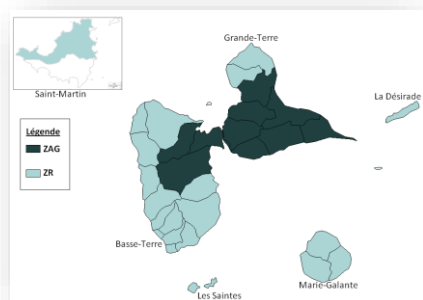 Grande-Terre
Saint-Martin
La Désirade
Légende
ZAG
ZR
Basse-Terre
Marie-Galante
Les Saintes